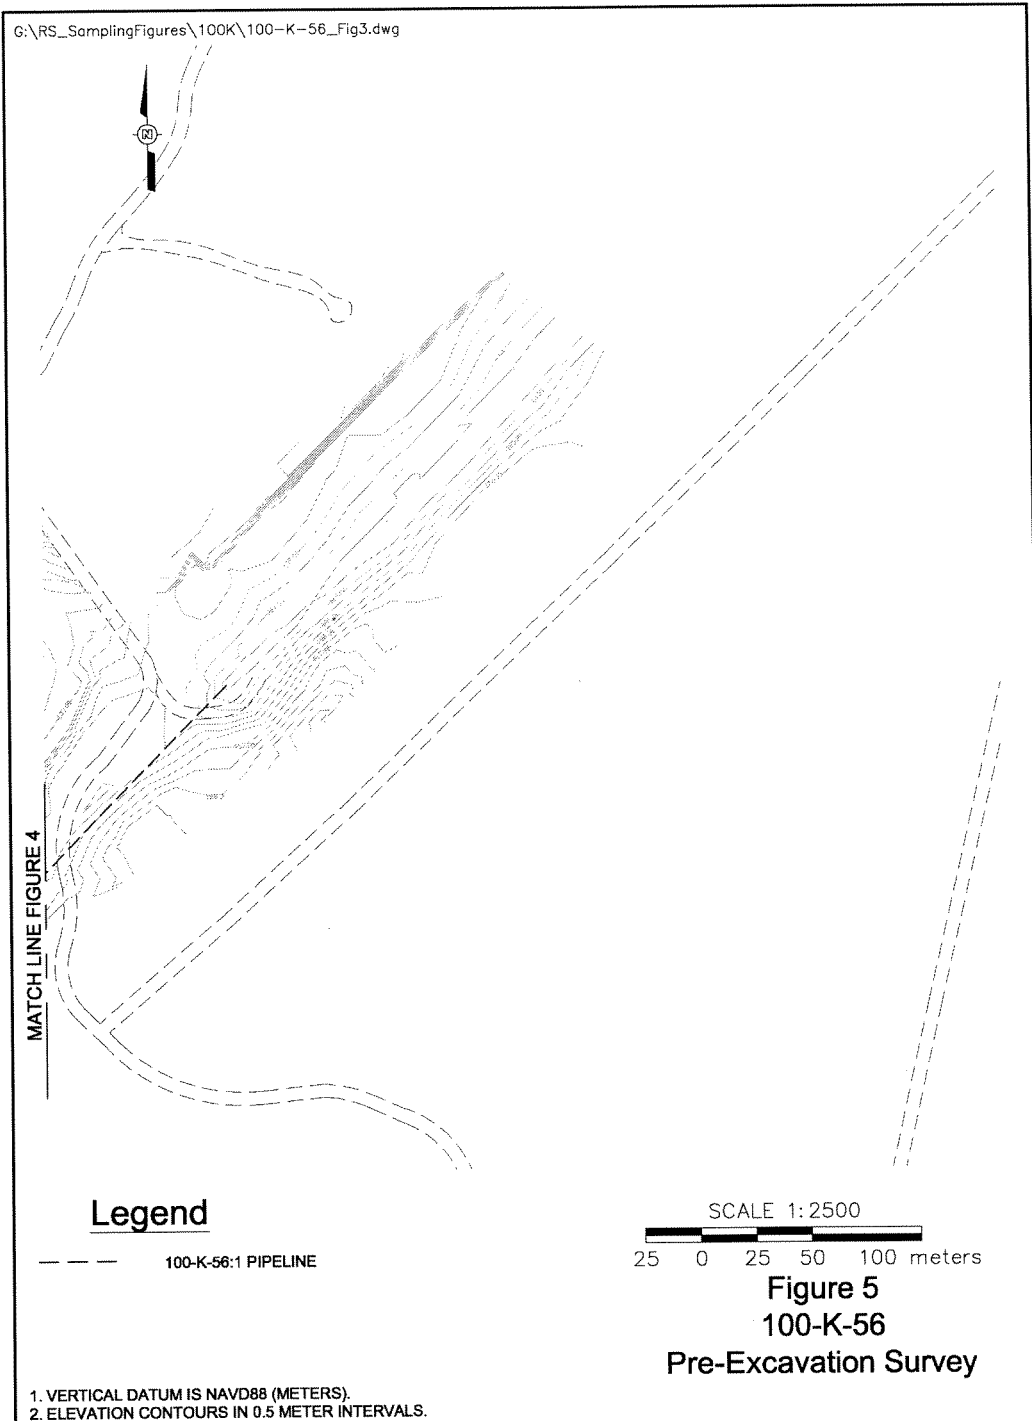 G:\RS_SamplingFigures\100K\100-K-56_Fig3.dwg
N
MATCH LINE FIGURE 4
Legend
100-K-56:1 PIPELINE
SCALE 1:2500
25 0 25 50 100 meters
Figure 5
100-K-56
Pre-Excavation Survey
1. VERTICAL DATUM IS NAVD88 (METERS).
2. ELEVATION CONTOURS IN 0.5 METER INTERVALS.